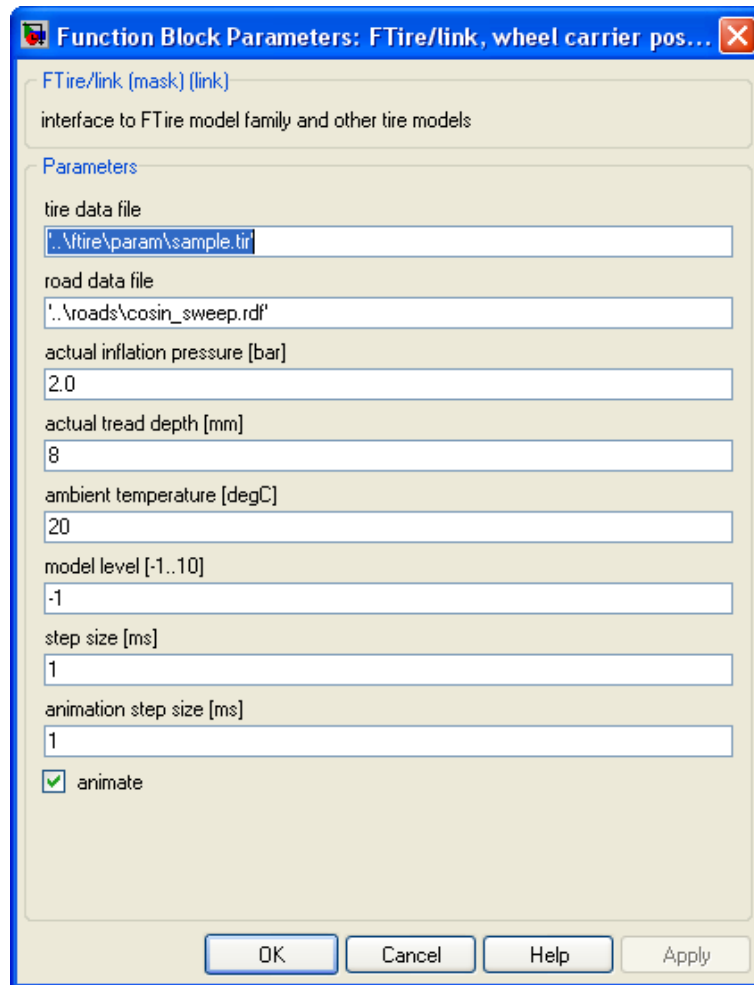 Function Block Parameters: FTire/link, wheel carrier pos...
FTire/link (mask) (link)
interface to FTire model family and other tire models
Parameters
tire data file
'..\ftire\param\sample.tir'
road data file
'..\roads\cosin_sweep.rdf'
actual inflation pressure [bar]
2.0
actual tread depth [mm]
8
ambient temperature [degC]
20
model level [-1..10]
-1
step size [ms]
1
animation step size [ms]
1
animate
OK Cancel Help Apply